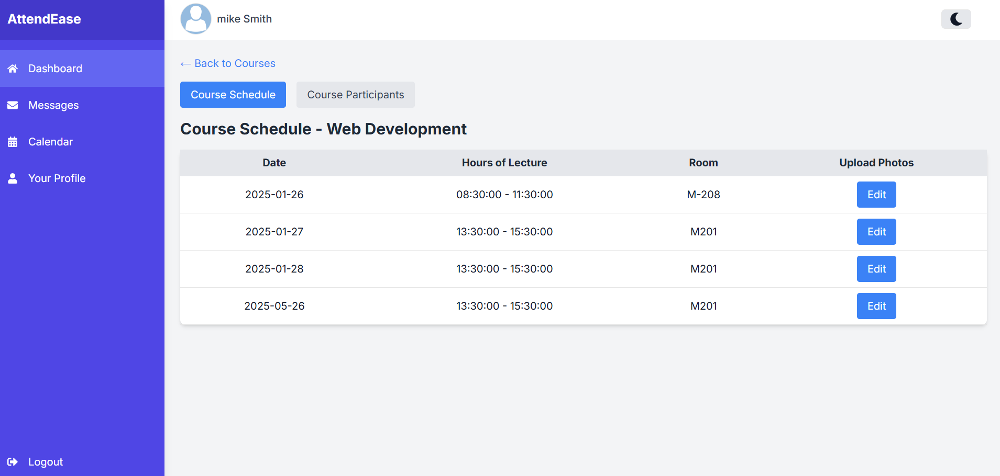 AttendEase
mike Smith
Dashboard
Messages
Calendar
Your Profile
Logout
← Back to Courses
Course Schedule Course Participants
Course Schedule - Web Development
Date Hours of Lecture Room Upload Photos
2025-01-26 08:30:00 - 11:30:00 M-208 Edit
2025-01-27 13:30:00 - 15:30:00 M201 Edit
2025-01-28 13:30:00 - 15:30:00 M201 Edit
2025-05-26 13:30:00 - 15:30:00 M201 Edit